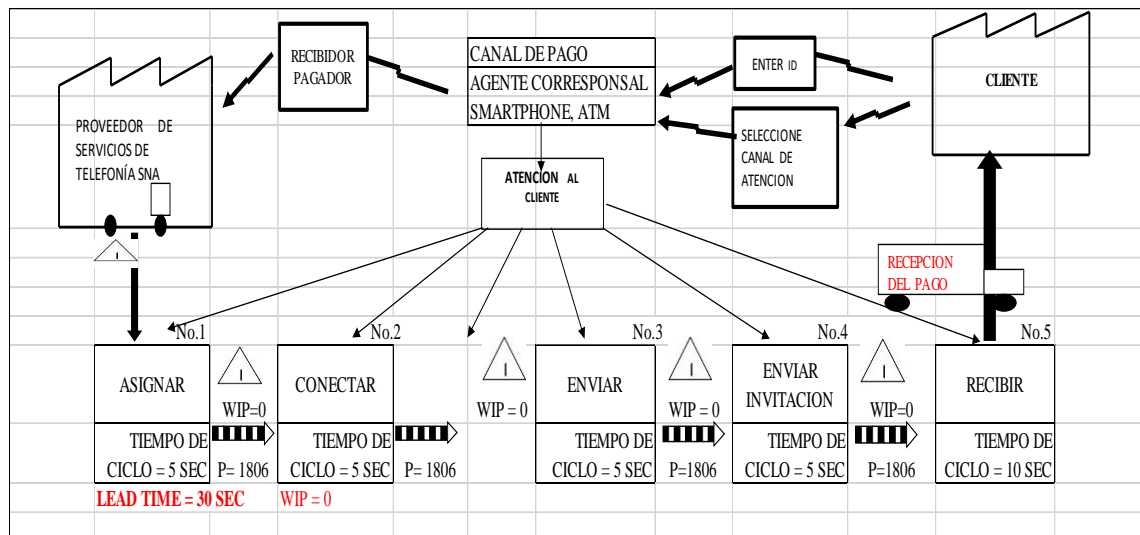 RECIBIDOR
PAGADOR
CANAL DE PAGO
AGENTE CORRESPONSAL
SMARTPHONE, ATM
ENTER ID
CLIENTE
PROVEEDOR DE
SERVICIOS DE
TELEFONÍA SNA
SELECCIONE
CANAL DE
ATENCION
ATENCION AL
CLIENTE
I
RECEPCION
DEL PAGO
No.1
ASIGNAR
TIEMPO DE
CICLO = 5 SEC
LEAD TIME = 30 SEC
I
WIP=0
P= 1806
No.2
CONECTAR
TIEMPO DE
CICLO = 5 SEC
WIP = 0
P= 1806
I
WIP = 0
No.3
ENVIAR
TIEMPO DE
CICLO = 5 SEC
I
WIP=0
P=1806
No.4
ENVIAR
INVITACION
TIEMPO DE
CICLO = 5 SEC
I
WIP=0
P=1806
No.5
RECIBIR
TIEMPO DE
CICLO = 10 SEC